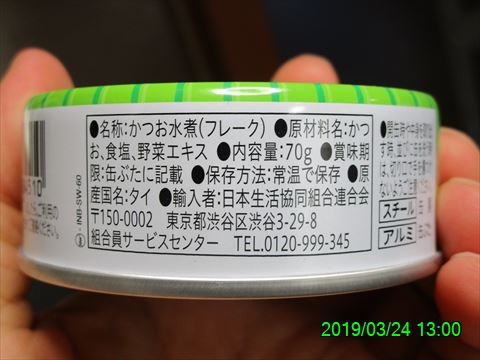 ●名称:かつお水煮(フレーク) ●原材料名:かつ
お、食塩、野菜エキス ●内容量:70g ●賞味期
限:缶ぶたに記載 ●保存方法:常温で保存 ●原
産国名:タイ ●輸入者:日本生活協同組合連合会
〒150-0002 東京都渋谷区渋谷3-29-8
組合員サービスセンター TEL.0120-999-345
INB-SW-60
スチール
アルミ
2019/03/24 13:00